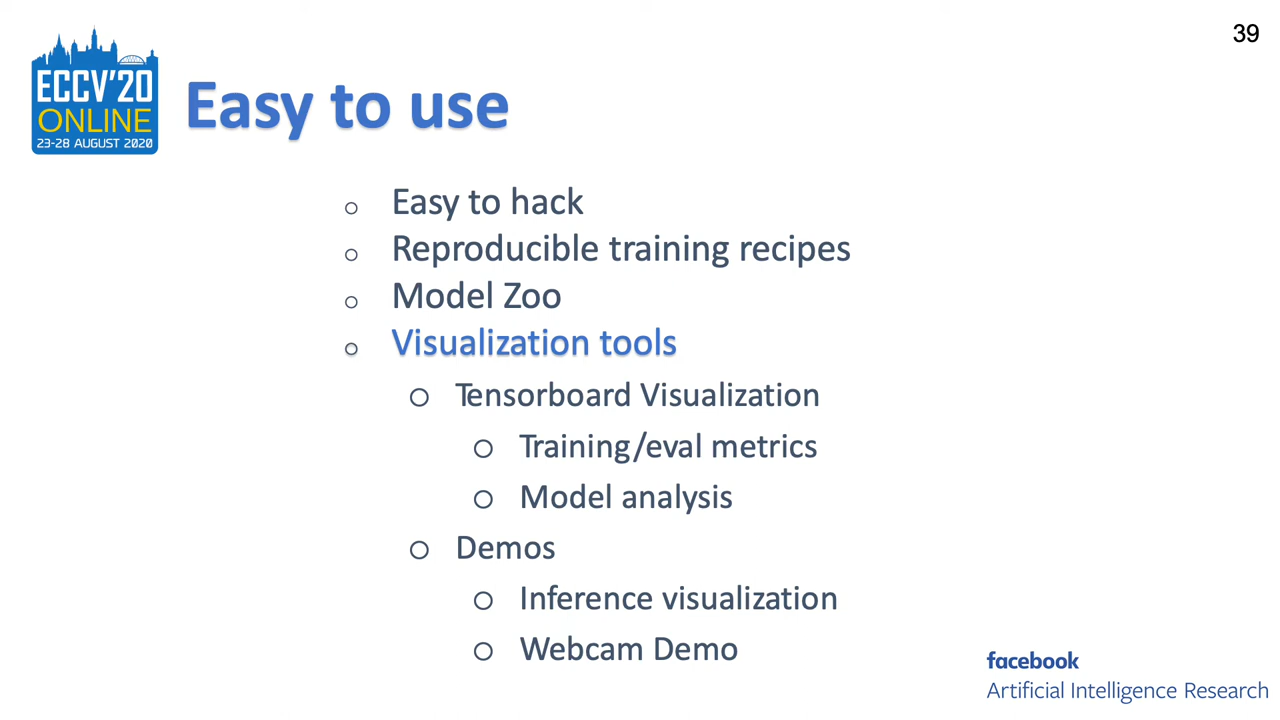 39
ECCV'20
ONLINE
23-28 AUGUST 2020
Easy to use
Easy to hack
Reproducible training recipes
Model Zoo
Visualization tools
Tensorboard Visualization
Training/eval metrics
Model analysis
Demos
Inference visualization
Webcam Demo
facebook
Artificial Intelligence Research